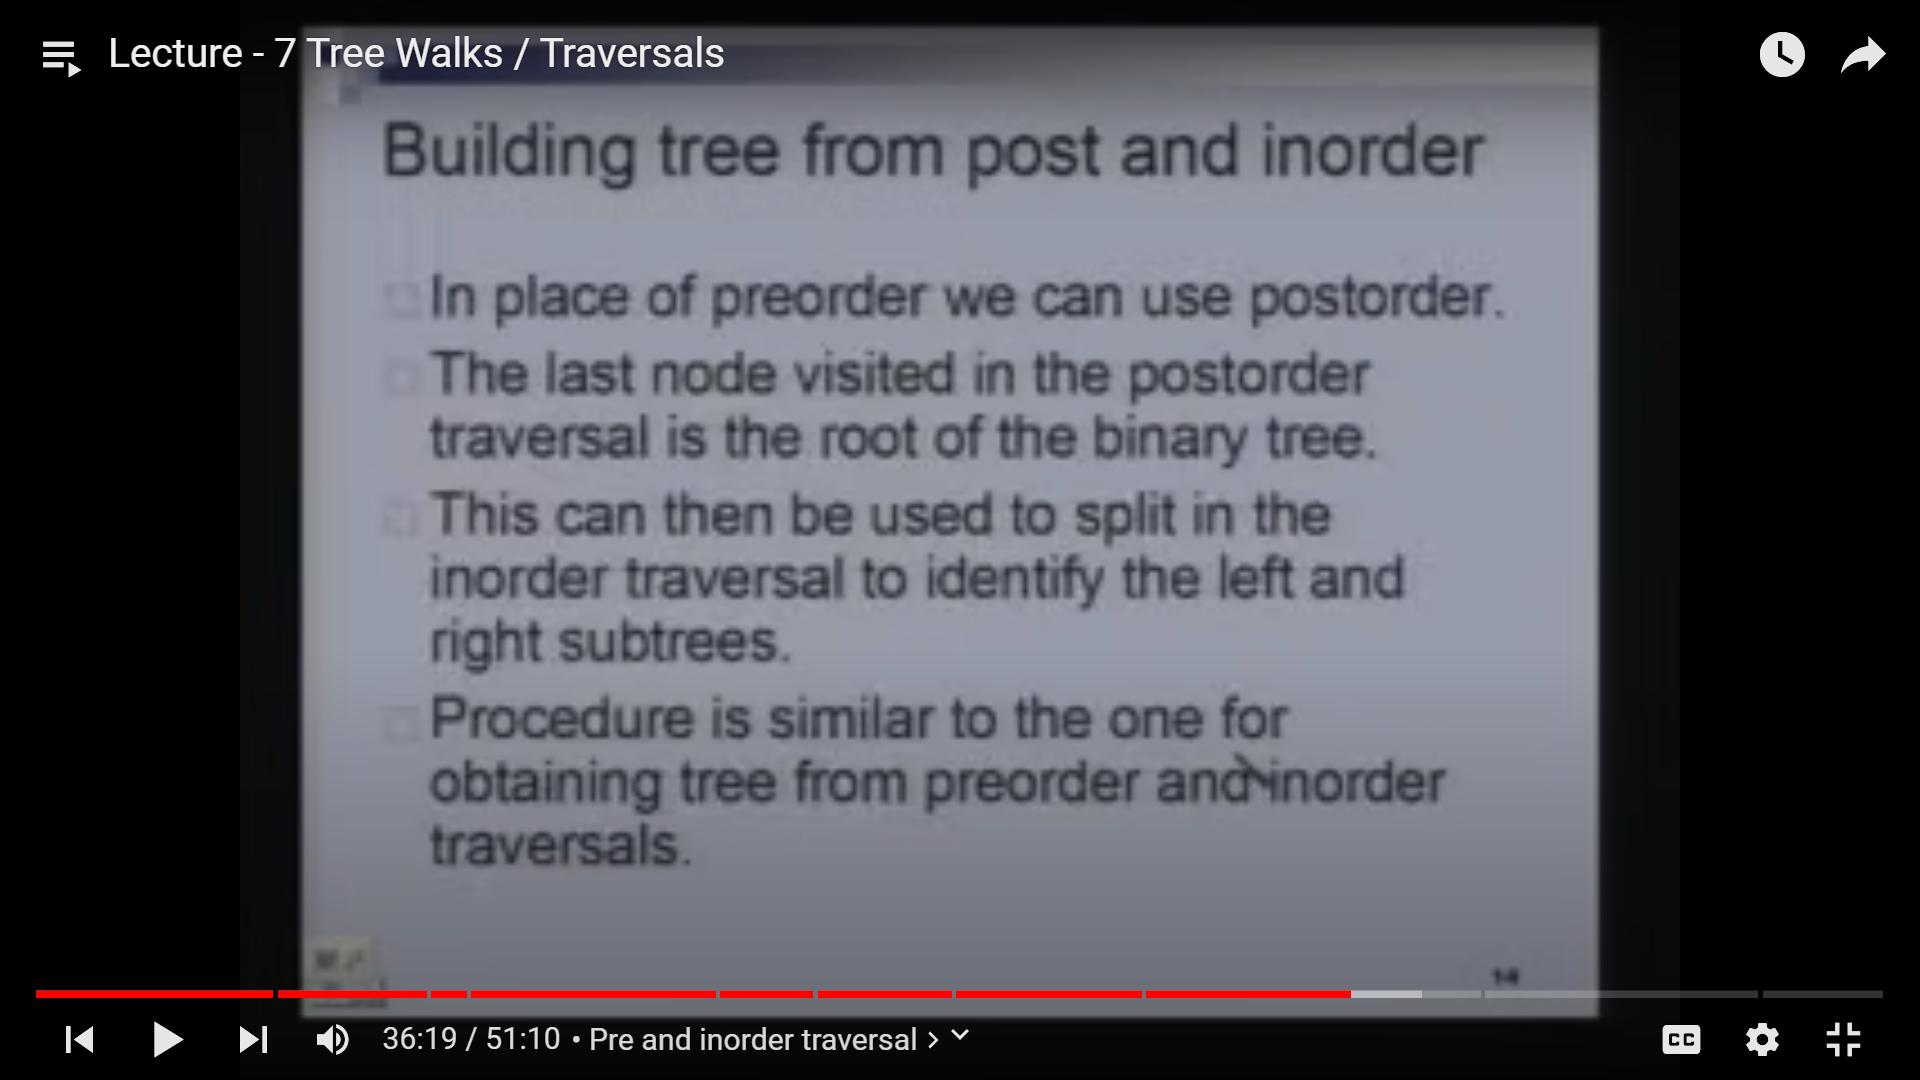 Lecture - 7 Tree Walks / Traversals
Building tree from post and inorder
In place of preorder we can use postorder.
The last node visited in the postorder
traversal is the root of the binary tree.
This can then be used to split in the
inorder traversal to identify the left and
right subtrees.
Procedure is similar to the one for
obtaining tree from preorder and inorder
traversals.
14
36:19 / 51:10 • Pre and inorder traversal
CC